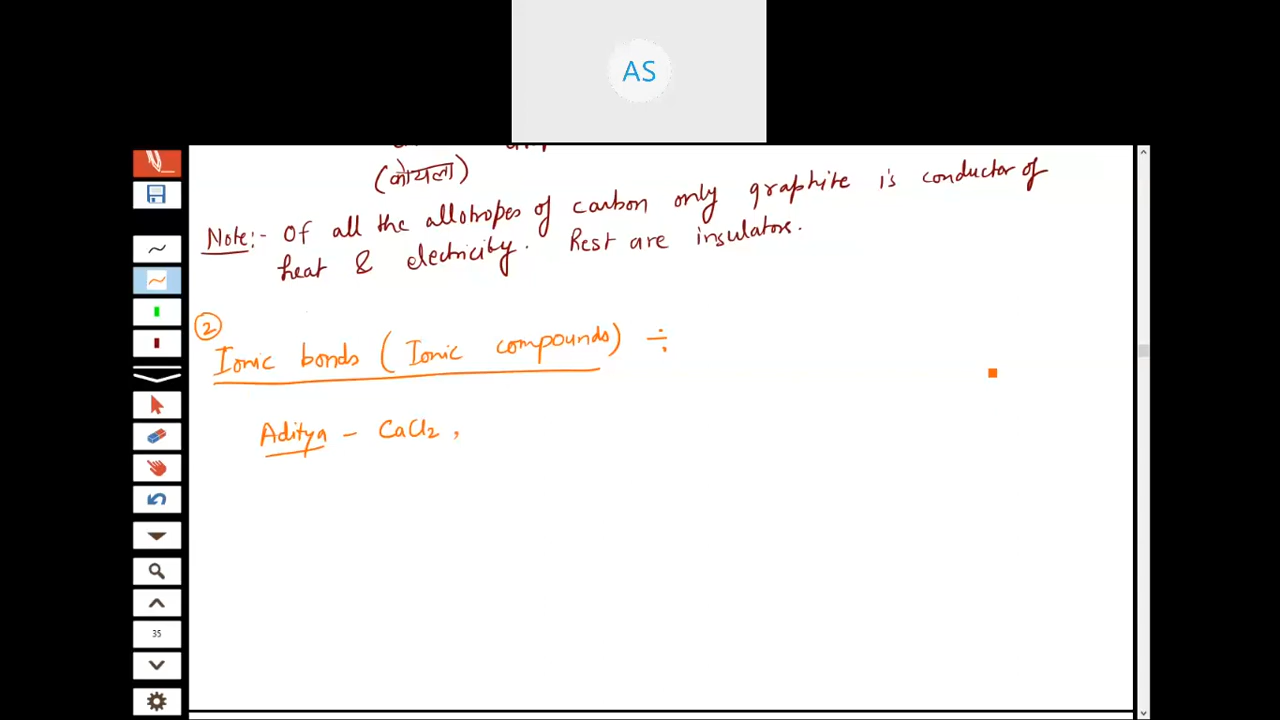 AS
(कोयला)
Note:- Of all the allotropes of carbon only graphite is conductor of
heat & electricity. Rest are insulators.
②
Ionic bonds (Ionic compounds) ÷
Aditya - CaCl2 ,
35